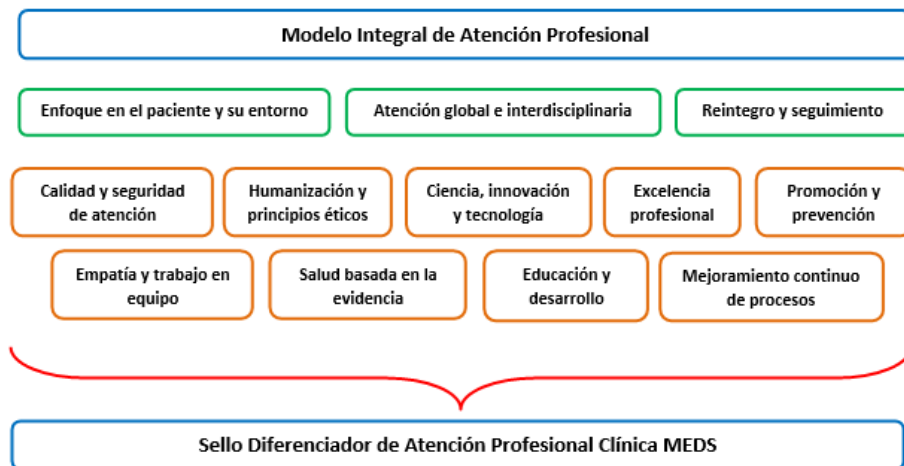 Modelo Integral de Atención Profesional
Enfoque en el paciente y su entorno
Atención global e interdisciplinaria
Reintegro y seguimiento
Calidad y seguridad
de atención
Humanización y
principios éticos
Ciencia, innovación
y tecnología
Excelencia
profesional
Promoción y
prevención
Empatía y trabajo en
equipo
Salud basada en la
evidencia
Educación y
desarrollo
Mejoramiento continuo
de procesos
Sello Diferenciador de Atención Profesional Clínica MEDS